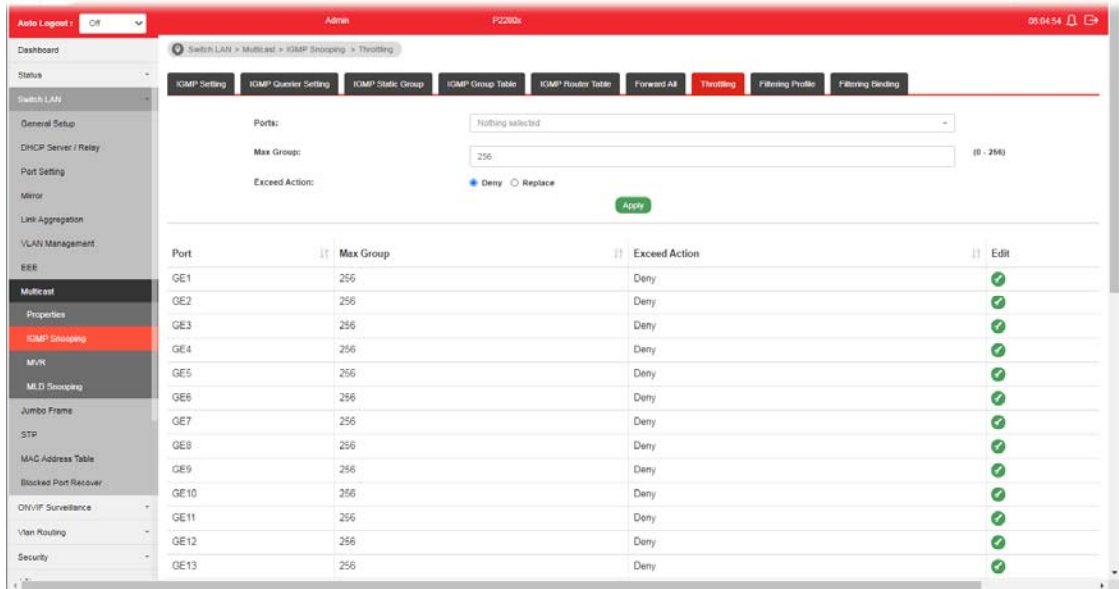 Auto Logout : Off Admin P2280x 08:04:54
Dashboard
Status
Switch LAN
General Setup
DHCP Server / Relay
Port Setting
Mirror
Link Aggregation
VLAN Management
EEE
Multicast
Properties
IGMP Snooping
MVR
MLD Snooping
Jumbo Frame
STP
MAC Address Table
Blocked Port Recover
ONVIF Surveillance
Vlan Routing
Security
Switch LAN > Multicast > IGMP Snooping > Throttling
IGMP Setting IGMP Querier Setting IGMP Static Group IGMP Group Table IGMP Router Table Forward All Throttling Filtering Profile Filtering Binding
Ports: Nothing selected
Max Group: 256 (0 - 256)
Exceed Action: Deny Replace
Apply
Port Max Group Exceed Action Edit
GE1 256 Deny
GE2 256 Deny
GE3 256 Deny
GE4 256 Deny
GE5 256 Deny
GE6 256 Deny
GE7 256 Deny
GE8 256 Deny
GE9 256 Deny
GE10 256 Deny
GE11 256 Deny
GE12 256 Deny
GE13 256 Deny